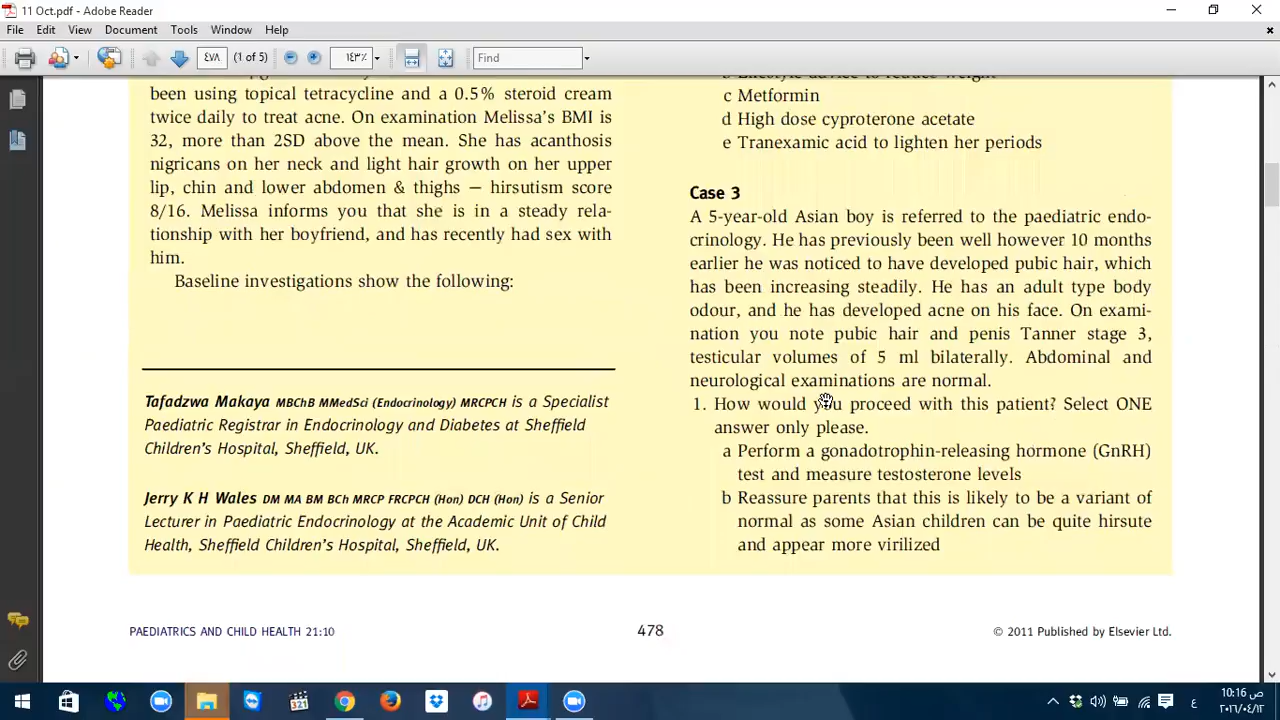 11 Oct.pdf - Adobe Reader
File Edit View Document Tools Window Help
٤٧٨ (1 of 5) ١٤٣٪ Find
been using topical tetracycline and a 0.5% steroid cream
twice daily to treat acne. On examination Melissa's BMI is
32, more than 2SD above the mean. She has acanthosis
nigricans on her neck and light hair growth on her upper
lip, chin and lower abdomen & thighs – hirsutism score
8/16. Melissa informs you that she is in a steady rela-
tionship with her boyfriend, and has recently had sex with
him.
Baseline investigations show the following:
Tafadzwa Makaya MBChB MMedSci (Endocrinology) MRCPCH is a Specialist
Paediatric Registrar in Endocrinology and Diabetes at Sheffield
Children's Hospital, Sheffield, UK.
Jerry K H Wales DM MA BM BCh MRCP FRCPCH (Hon) DCH (Hon) is a Senior
Lecturer in Paediatric Endocrinology at the Academic Unit of Child
Health, Sheffield Children's Hospital, Sheffield, UK.
b Lifestyle advice to reduce weight
c Metformin
d High dose cyproterone acetate
e Tranexamic acid to lighten her periods
Case 3
A 5-year-old Asian boy is referred to the paediatric endo-
crinology. He has previously been well however 10 months
earlier he was noticed to have developed pubic hair, which
has been increasing steadily. He has an adult type body
odour, and he has developed acne on his face. On exami-
nation you note pubic hair and penis Tanner stage 3,
testicular volumes of 5 ml bilaterally. Abdominal and
neurological examinations are normal.
1. How would you proceed with this patient? Select ONE
answer only please.
a Perform a gonadotrophin-releasing hormone (GnRH)
test and measure testosterone levels
b Reassure parents that this is likely to be a variant of
normal as some Asian children can be quite hirsute
and appear more virilized
PAEDIATRICS AND CHILD HEALTH 21:10
478
© 2011 Published by Elsevier Ltd.
321
ع
10:16 ص